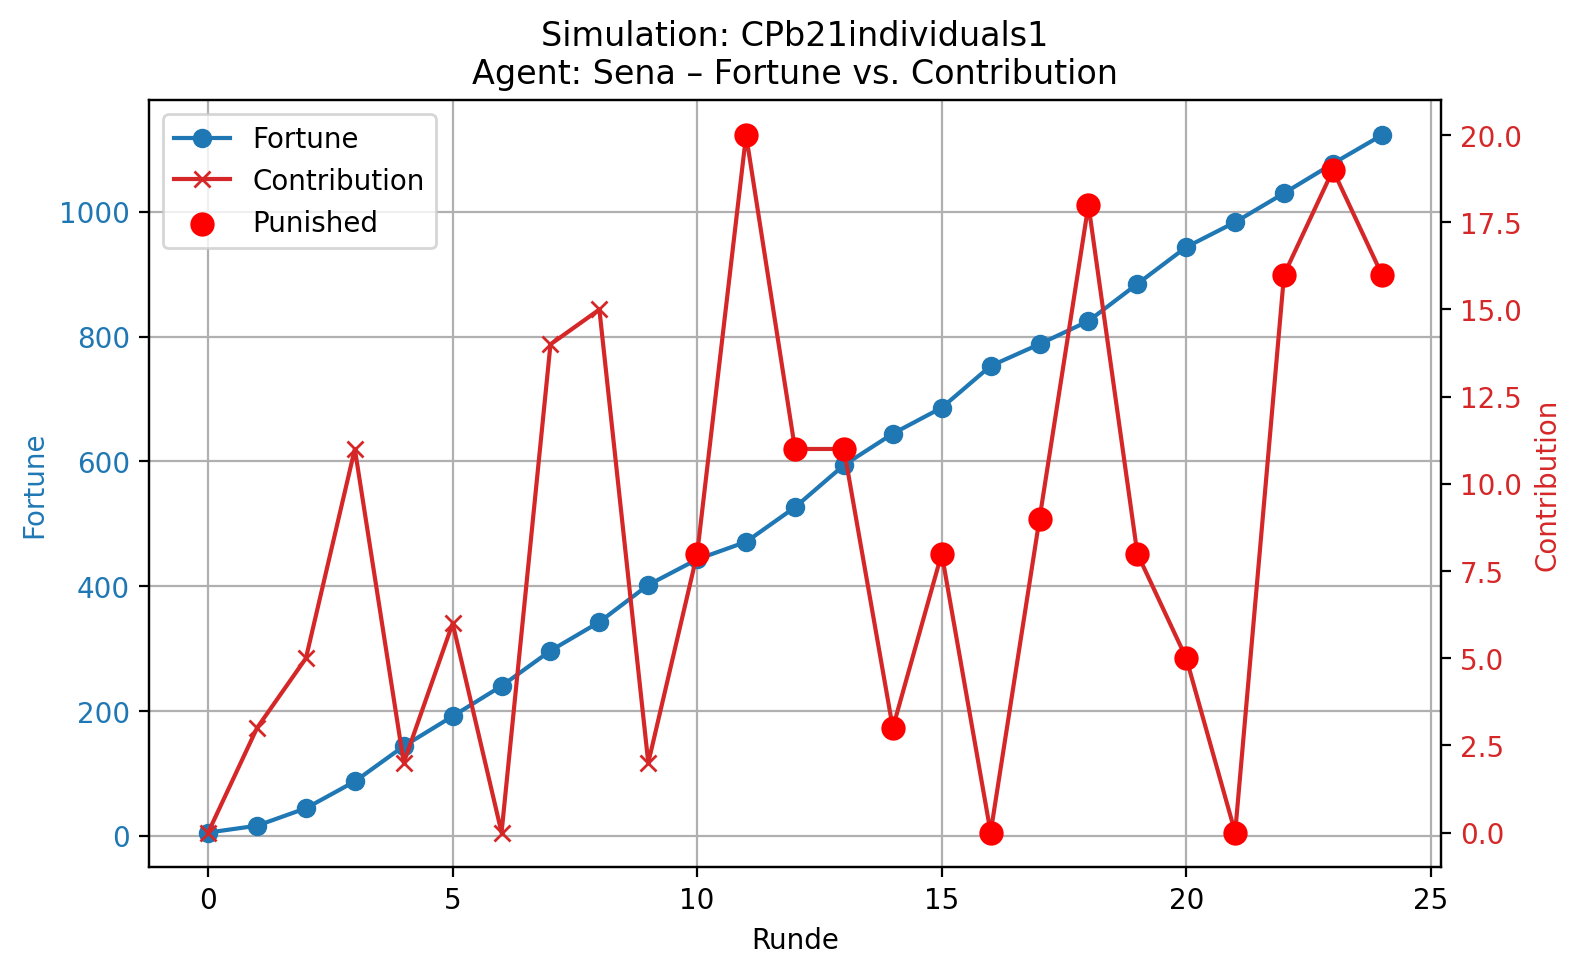 Simulation: CPb21individuals1
Agent: Sena – Fortune vs. Contribution
Fortune
Contribution
Punished
1000
800
600
400
200
0
Fortune
20.0
17.5
15.0
12.5
10.0
7.5
5.0
2.5
0.0
Contribution
0 5 10 15 20 25
Runde